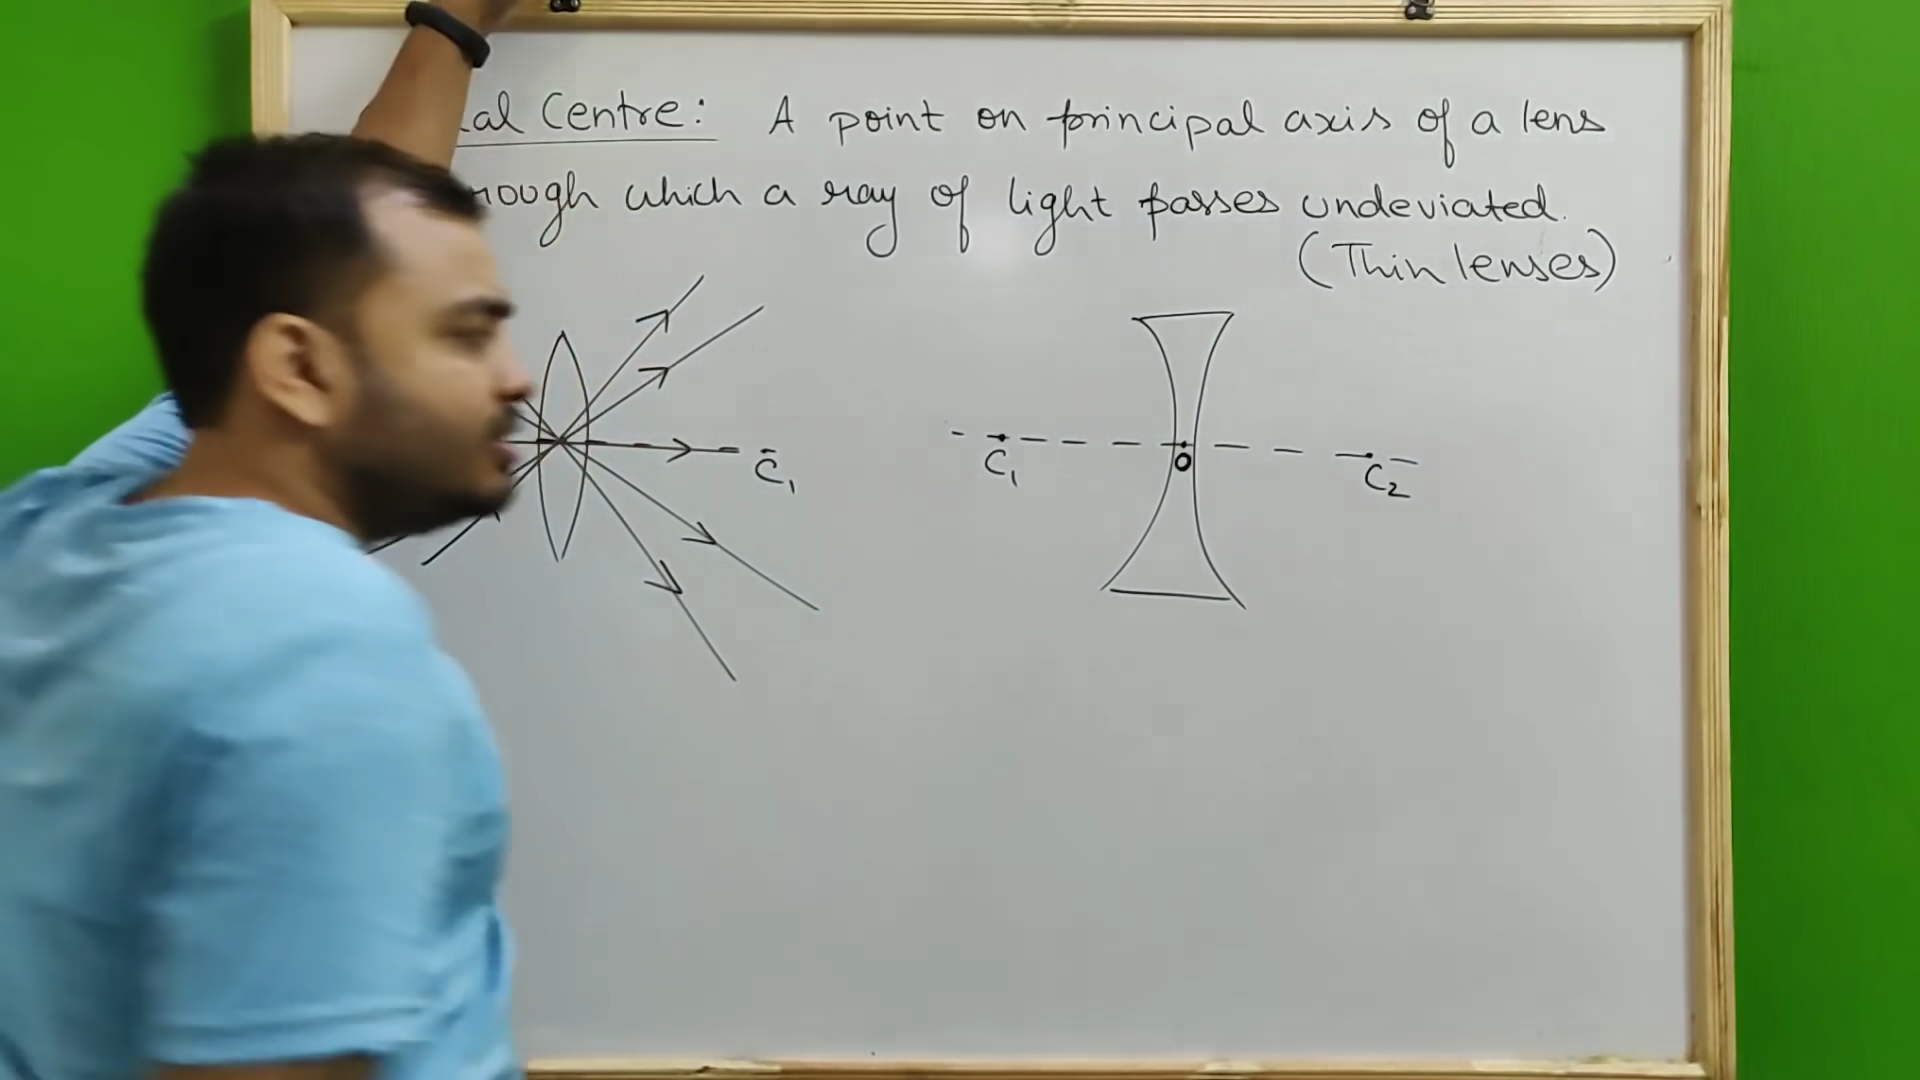 al Centre: A point on principal axis of a lens
rough which a ray of light passes undeviated.
(Thin lenses)
C₁
C₁ O C₂